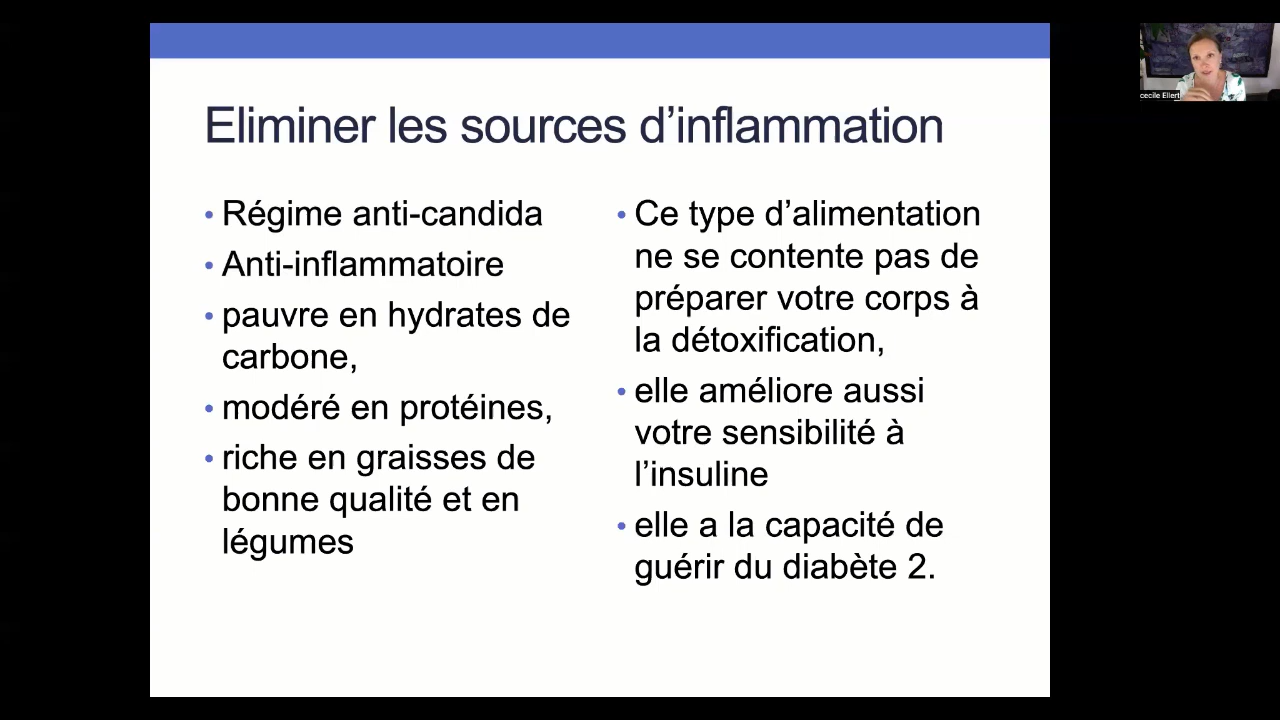 Eliminer les sources d’inflammation
• Régime anti-candida
• Anti-inflammatoire
• pauvre en hydrates de
carbone,
• modéré en protéines,
• riche en graisses de
bonne qualité et en
légumes
• Ce type d’alimentation
ne se contente pas de
préparer votre corps à
la détoxification,
• elle améliore aussi
votre sensibilité à
l’insuline
• elle a la capacité de
guérir du diabète 2.
cecile Ellert